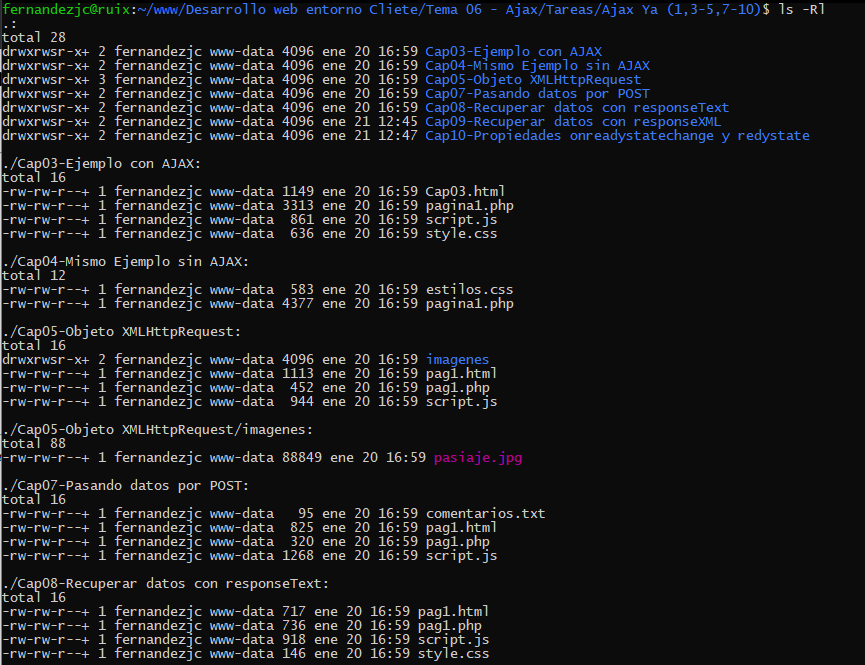 fernandezjc@ruix:~/www/Desarrollo web entorno Cliete/Tema 06 - Ajax/Tareas/Ajax Ya (1,3-5,7-10)$ ls -Rl
.:
total 28
drwxrwsr-x+ 2 fernandezjc www-data 4096 ene 20 16:59 Cap03-Ejemplo con AJAX
drwxrwsr-x+ 2 fernandezjc www-data 4096 ene 20 16:59 Cap04-Mismo Ejemplo sin AJAX
drwxrwsr-x+ 3 fernandezjc www-data 4096 ene 20 16:59 Cap05-Objeto XMLHttpRequest
drwxrwsr-x+ 2 fernandezjc www-data 4096 ene 20 16:59 Cap07-Pasando datos por POST
drwxrwsr-x+ 2 fernandezjc www-data 4096 ene 20 16:59 Cap08-Recuperar datos con responseText
drwxrwsr-x+ 2 fernandezjc www-data 4096 ene 21 12:45 Cap09-Recuperar datos con responseXML
drwxrwsr-x+ 2 fernandezjc www-data 4096 ene 21 12:47 Cap10-Propiedades onreadystatechange y redystate
./Cap03-Ejemplo con AJAX:
total 16
-rw-rw-r--+ 1 fernandezjc www-data 1149 ene 20 16:59 Cap03.html
-rw-rw-r--+ 1 fernandezjc www-data 3313 ene 20 16:59 pagina1.php
-rw-rw-r--+ 1 fernandezjc www-data  861 ene 20 16:59 script.js
-rw-rw-r--+ 1 fernandezjc www-data  636 ene 20 16:59 style.css
./Cap04-Mismo Ejemplo sin AJAX:
total 12
-rw-rw-r--+ 1 fernandezjc www-data  583 ene 20 16:59 estilos.css
-rw-rw-r--+ 1 fernandezjc www-data 4377 ene 20 16:59 pagina1.php
./Cap05-Objeto XMLHttpRequest:
total 16
drwxrwsr-x+ 2 fernandezjc www-data 4096 ene 20 16:59 imagenes
-rw-rw-r--+ 1 fernandezjc www-data 1113 ene 20 16:59 pag1.html
-rw-rw-r--+ 1 fernandezjc www-data  452 ene 20 16:59 pag1.php
-rw-rw-r--+ 1 fernandezjc www-data  944 ene 20 16:59 script.js
./Cap05-Objeto XMLHttpRequest/imagenes:
total 88
-rw-rw-r--+ 1 fernandezjc www-data 88849 ene 20 16:59 pasiaje.jpg
./Cap07-Pasando datos por POST:
total 16
-rw-rw-r--+ 1 fernandezjc www-data   95 ene 20 16:59 comentarios.txt
-rw-rw-r--+ 1 fernandezjc www-data  825 ene 20 16:59 pag1.html
-rw-rw-r--+ 1 fernandezjc www-data  320 ene 20 16:59 pag1.php
-rw-rw-r--+ 1 fernandezjc www-data 1268 ene 20 16:59 script.js
./Cap08-Recuperar datos con responseText:
total 16
-rw-rw-r--+ 1 fernandezjc www-data 717 ene 20 16:59 pag1.html
-rw-rw-r--+ 1 fernandezjc www-data 736 ene 20 16:59 pag1.php
-rw-rw-r--+ 1 fernandezjc www-data 918 ene 20 16:59 script.js
-rw-rw-r--+ 1 fernandezjc www-data 146 ene 20 16:59 style.css